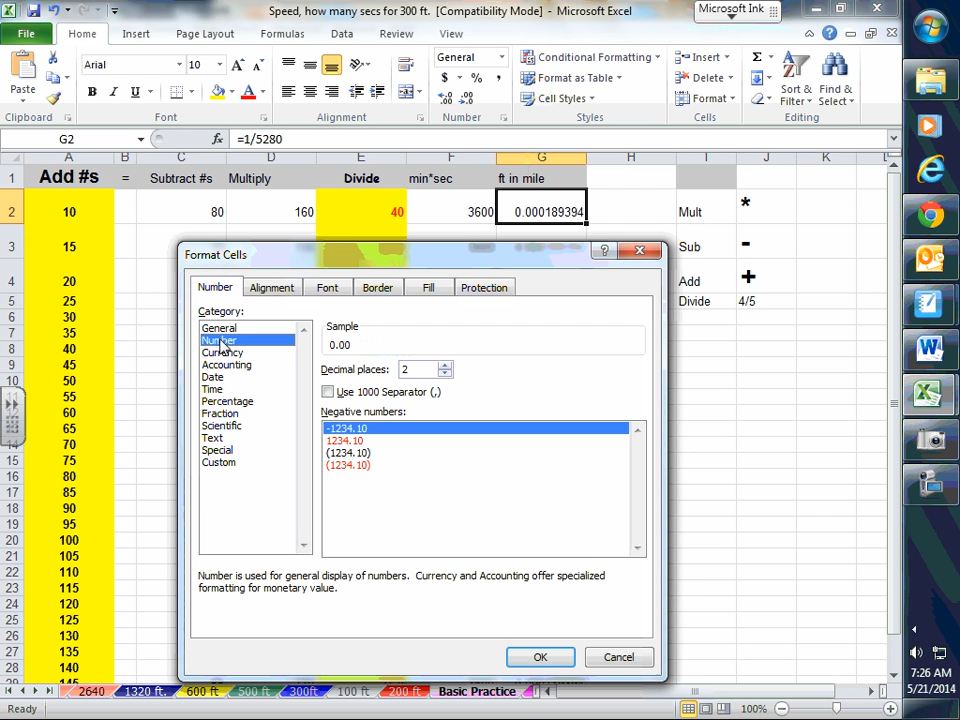 Speed, how many secs for 300 ft. [Compatibility Mode] - Microsoft Excel
Microsoft Ink
File Home Insert Page Layout Formulas Data Review View
Paste
Arial 10 General
B I U
$ % ,
Conditional Formatting
Format as Table
Cell Styles
Insert
Delete
Format
Sort & Filter
Find & Select
Clipboard Font Alignment Number Styles Cells Editing
G2 fx =1/5280
A B C D E F G H I J K
1 Add #s = Subtract #s Multiply Divide min*sec ft in mile
2 10 80 160 40 3600 0.000189394 Mult *
3 15 Sub -
4 20 Add +
5 25 Divide 4/5
6 30
7 35
8 40
9 45
10 50
11 55
12 60
13 65
14 70
15 75
16 80
17 85
18 90
19 95
20 100
21 105
22 110
23 115
24 120
25 125
26 130
27 135
28 140
29 145
Format Cells
Number Alignment Font Border Fill Protection
Category:
General
Number
Currency
Accounting
Date
Time
Percentage
Fraction
Scientific
Text
Special
Custom
Sample
0.00
Decimal places: 2
Use 1000 Separator (,)
Negative numbers:
-1234.10
1234.10
(1234.10)
(1234.10)
Number is used for general display of numbers. Currency and Accounting offer specialized
formatting for monetary value.
OK Cancel
2640 1320 ft. 600 ft 500 ft 300ft 100 ft 200 ft Basic Practice
Ready 100%
7:26 AM
5/21/2014